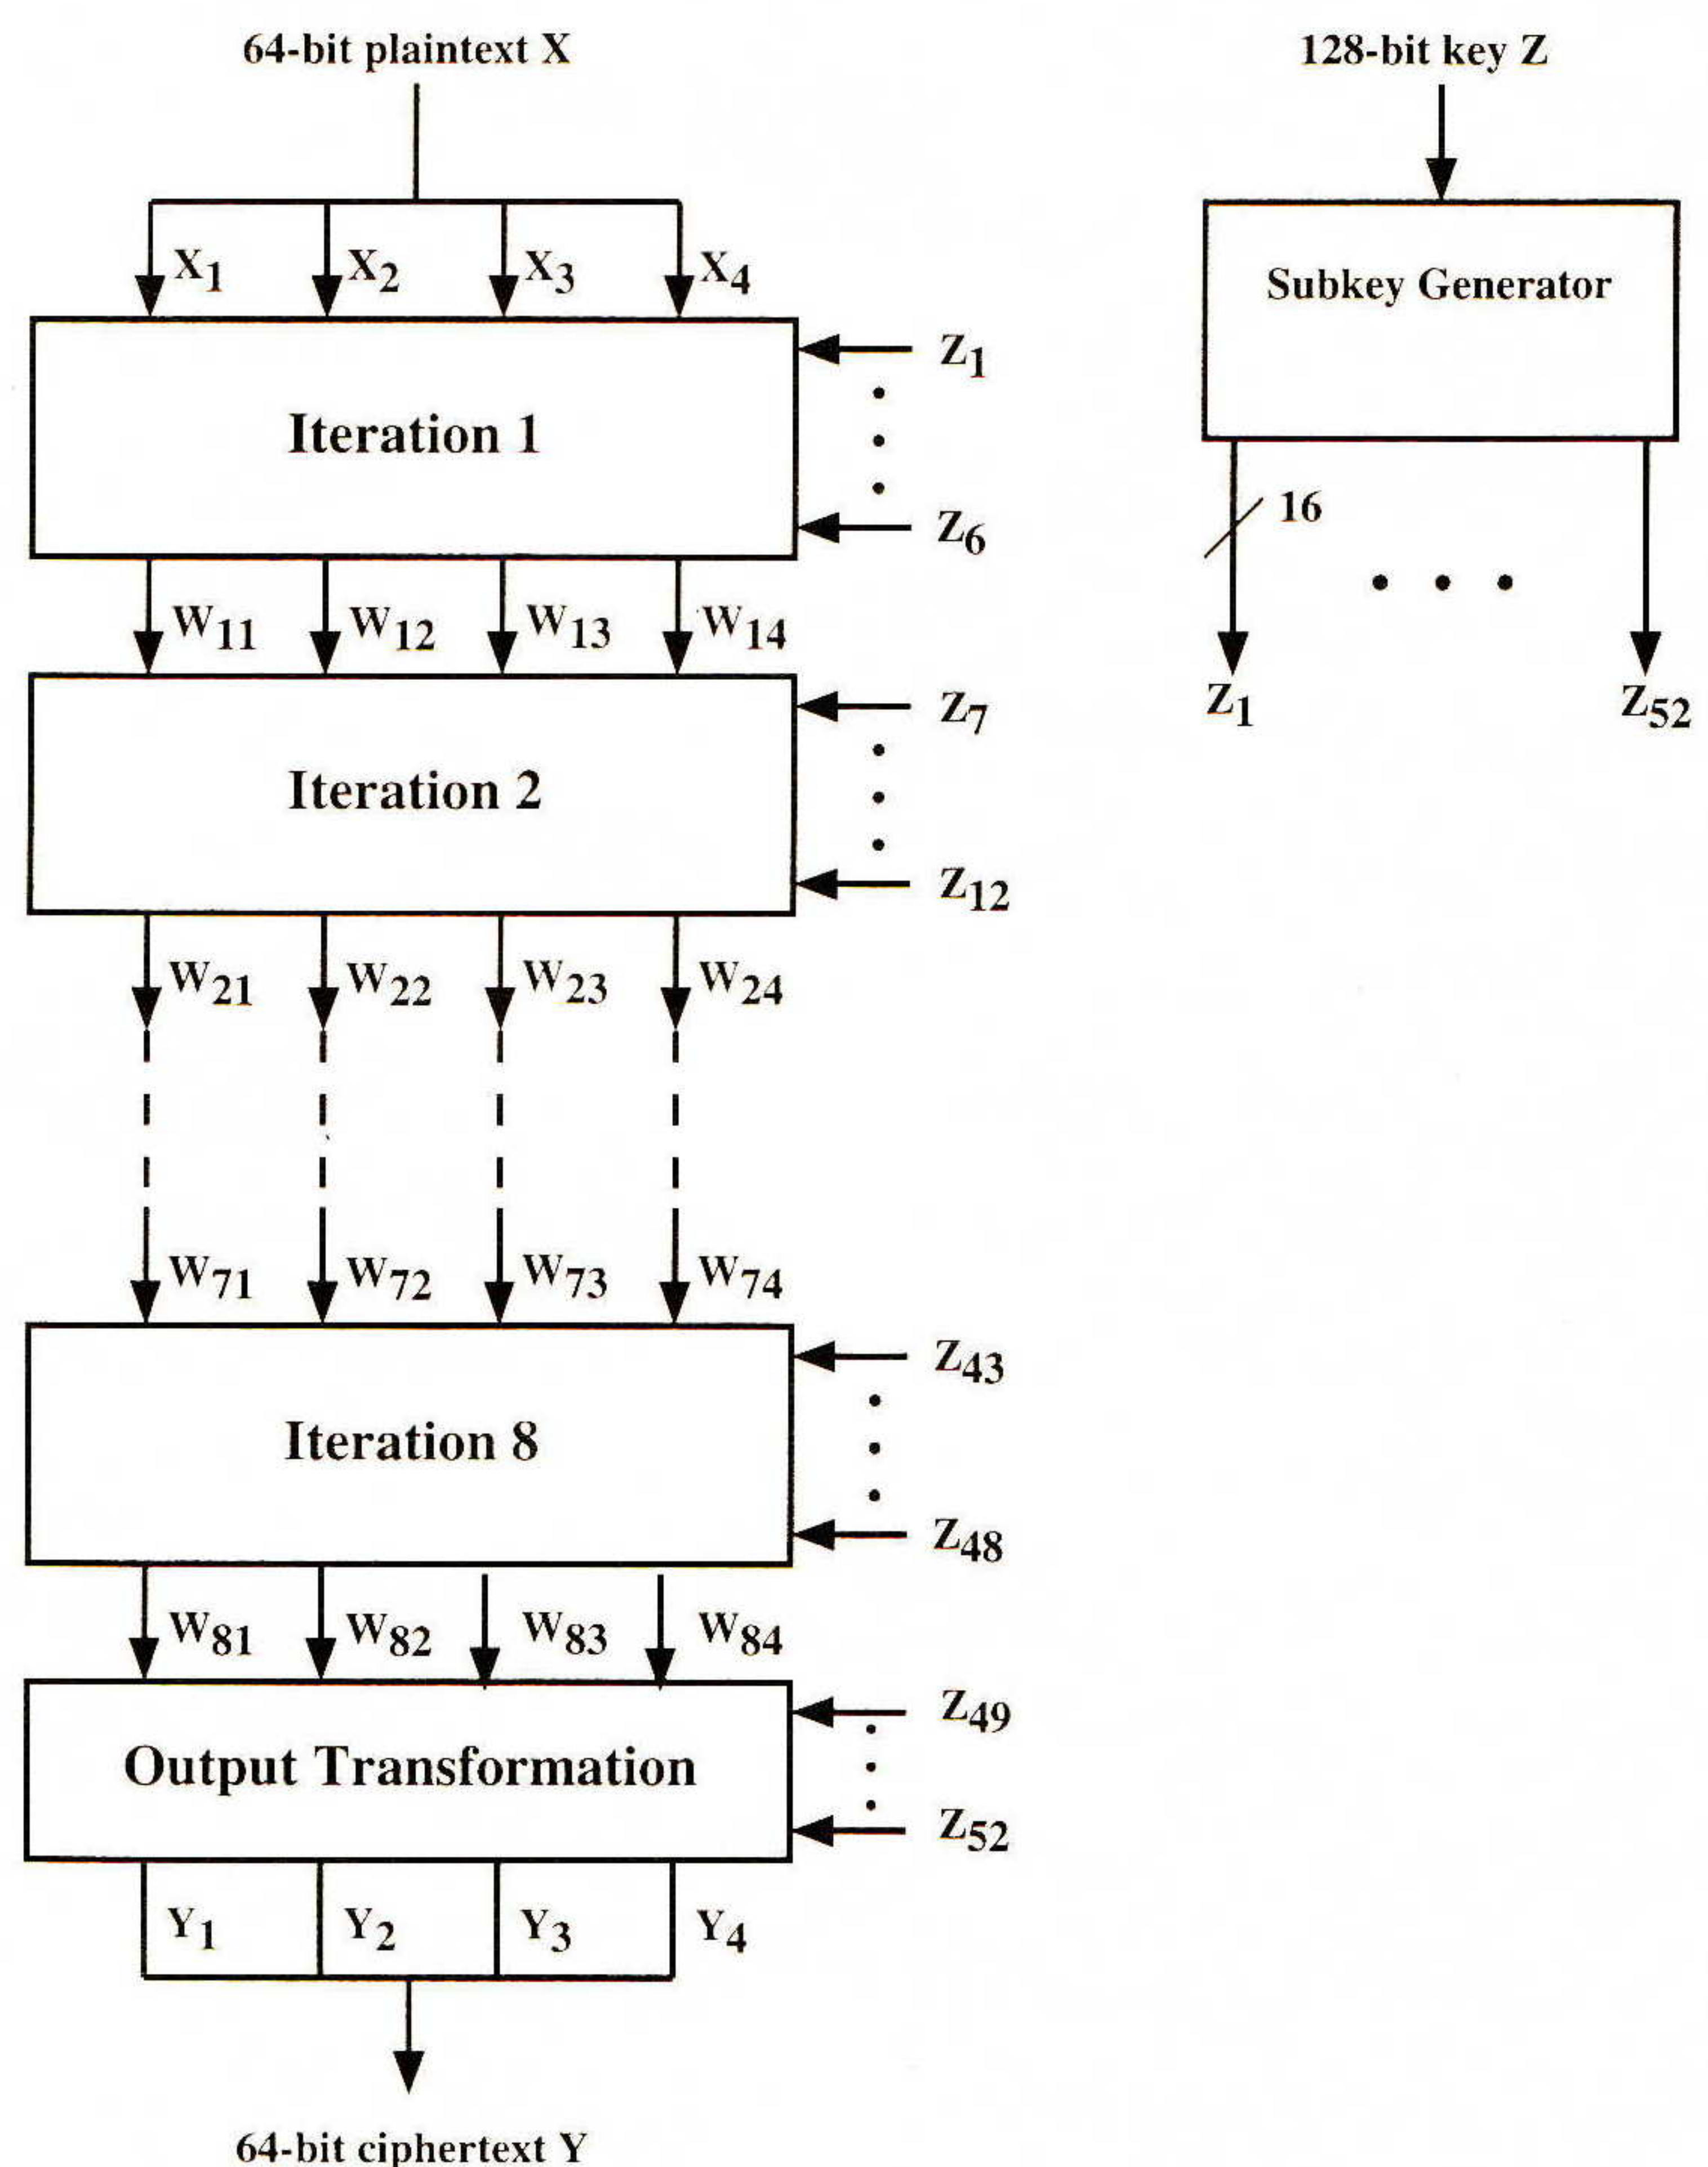 64-bit plaintext X
128-bit key Z
X1 X2 X3 X4
Subkey Generator
Z1
Iteration 1
Z6
16
W11 W12 W13 W14
Z1 Z52
Z7
Iteration 2
Z12
W21 W22 W23 W24
W71 W72 W73 W74
Z43
Iteration 8
Z48
W81 W82 W83 W84
Z49
Output Transformation
Z52
Y1 Y2 Y3 Y4
64-bit ciphertext Y